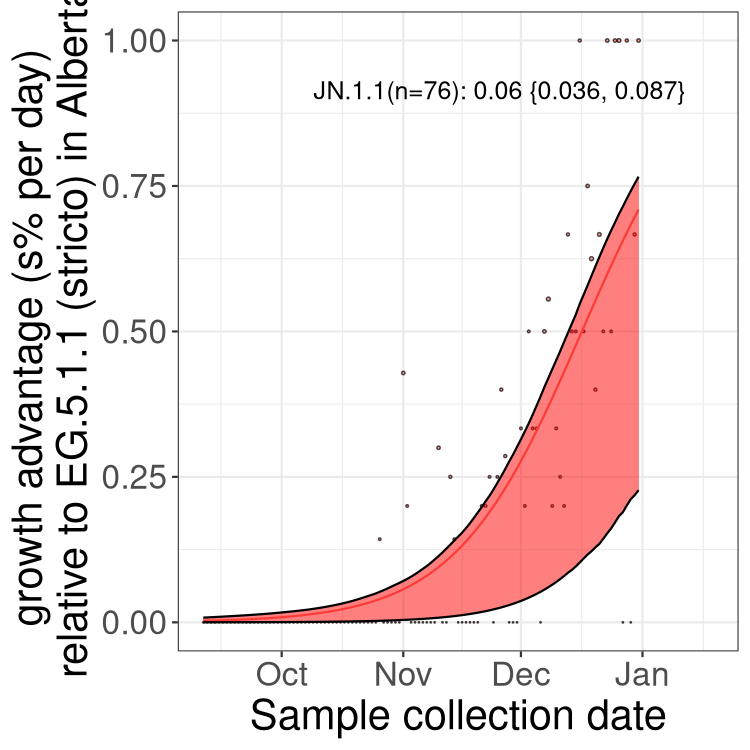 growth advantage (s% per day)
relative to EG.5.1.1 (stricto) in Alberta
1.00
0.75
0.50
0.25
0.00
JN.1.1(n=76): 0.06 {0.036, 0.087}
Oct Nov Dec Jan
Sample collection date